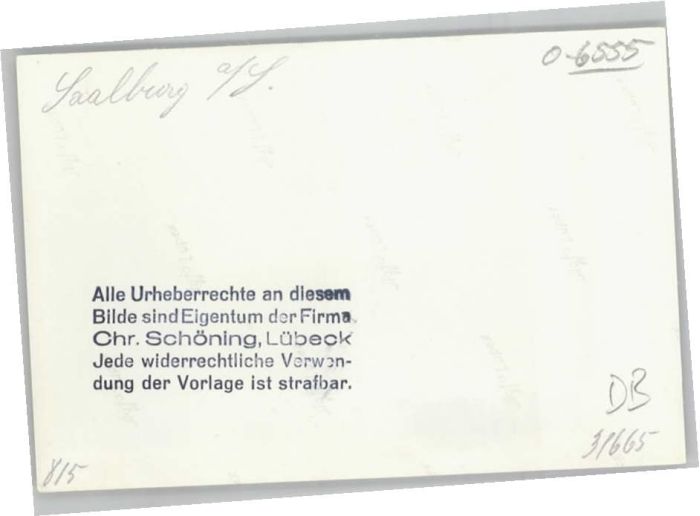 Saalburg a/S.
0-6555
Alle Urheberrechte an diesem
Bilde sind Eigentum der Firma
Chr. Schöning, Lübeck
Jede widerrechtliche Verwen-
dung der Vorlage ist strafbar.
DB
31665
815